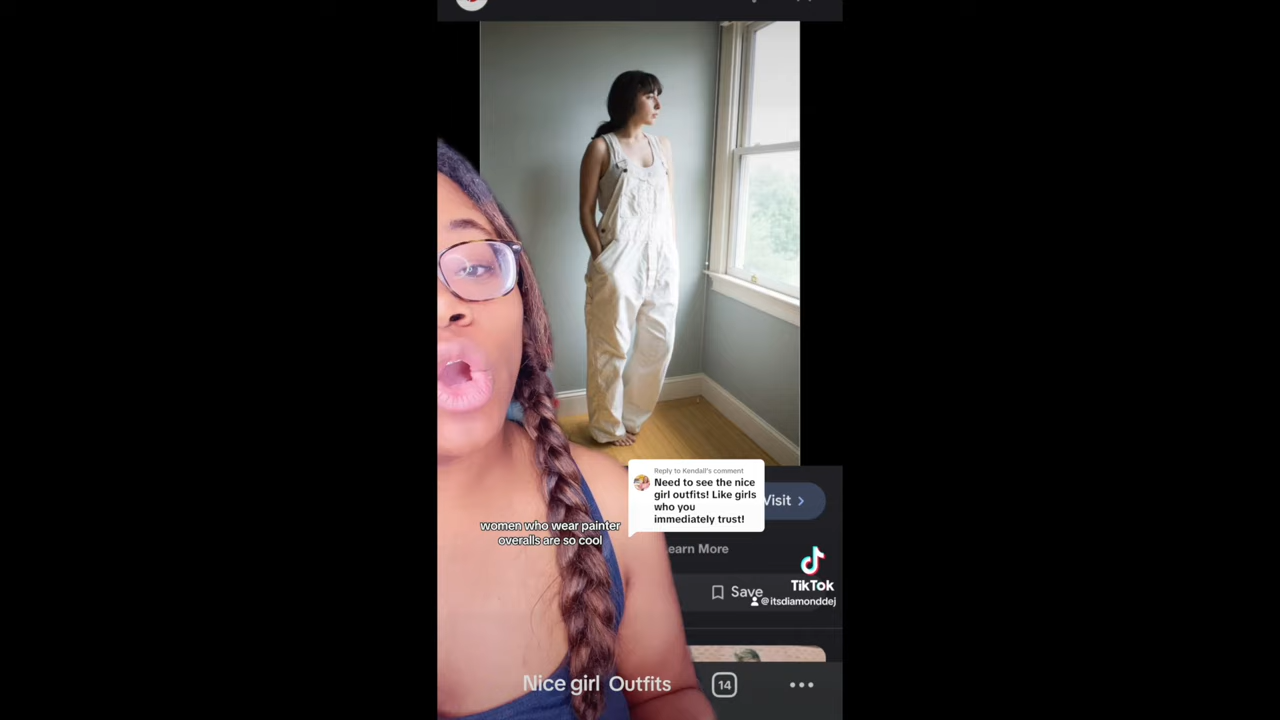 Reply to Kendall's comment
Need to see the nice
girl outfits! Like girls
who you
immediately trust!
Visit >
women who wear painter
overalls are so cool
earn More
Save
TikTok
@itsdiamonddej
Nice girl Outfits
14